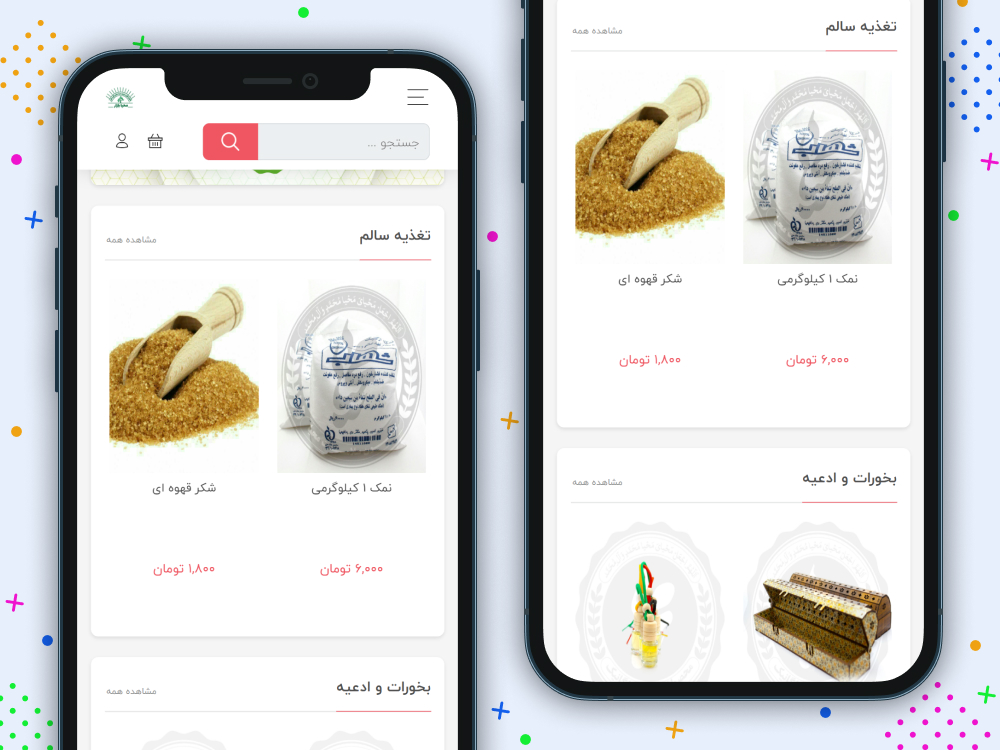 جستجو ...
تغذیه سالم
مشاهده همه
شهاب
نمک ۱ کیلوگرمی
شکر قهوه ای
۶,۰۰۰ تومان
۱,۸۰۰ تومان
بخورات و ادعیه
مشاهده همه
تغذیه سالم
مشاهده همه
شهاب
نمک ۱ کیلوگرمی
شکر قهوه ای
۶,۰۰۰ تومان
۱,۸۰۰ تومان
بخورات و ادعیه
مشاهده همه